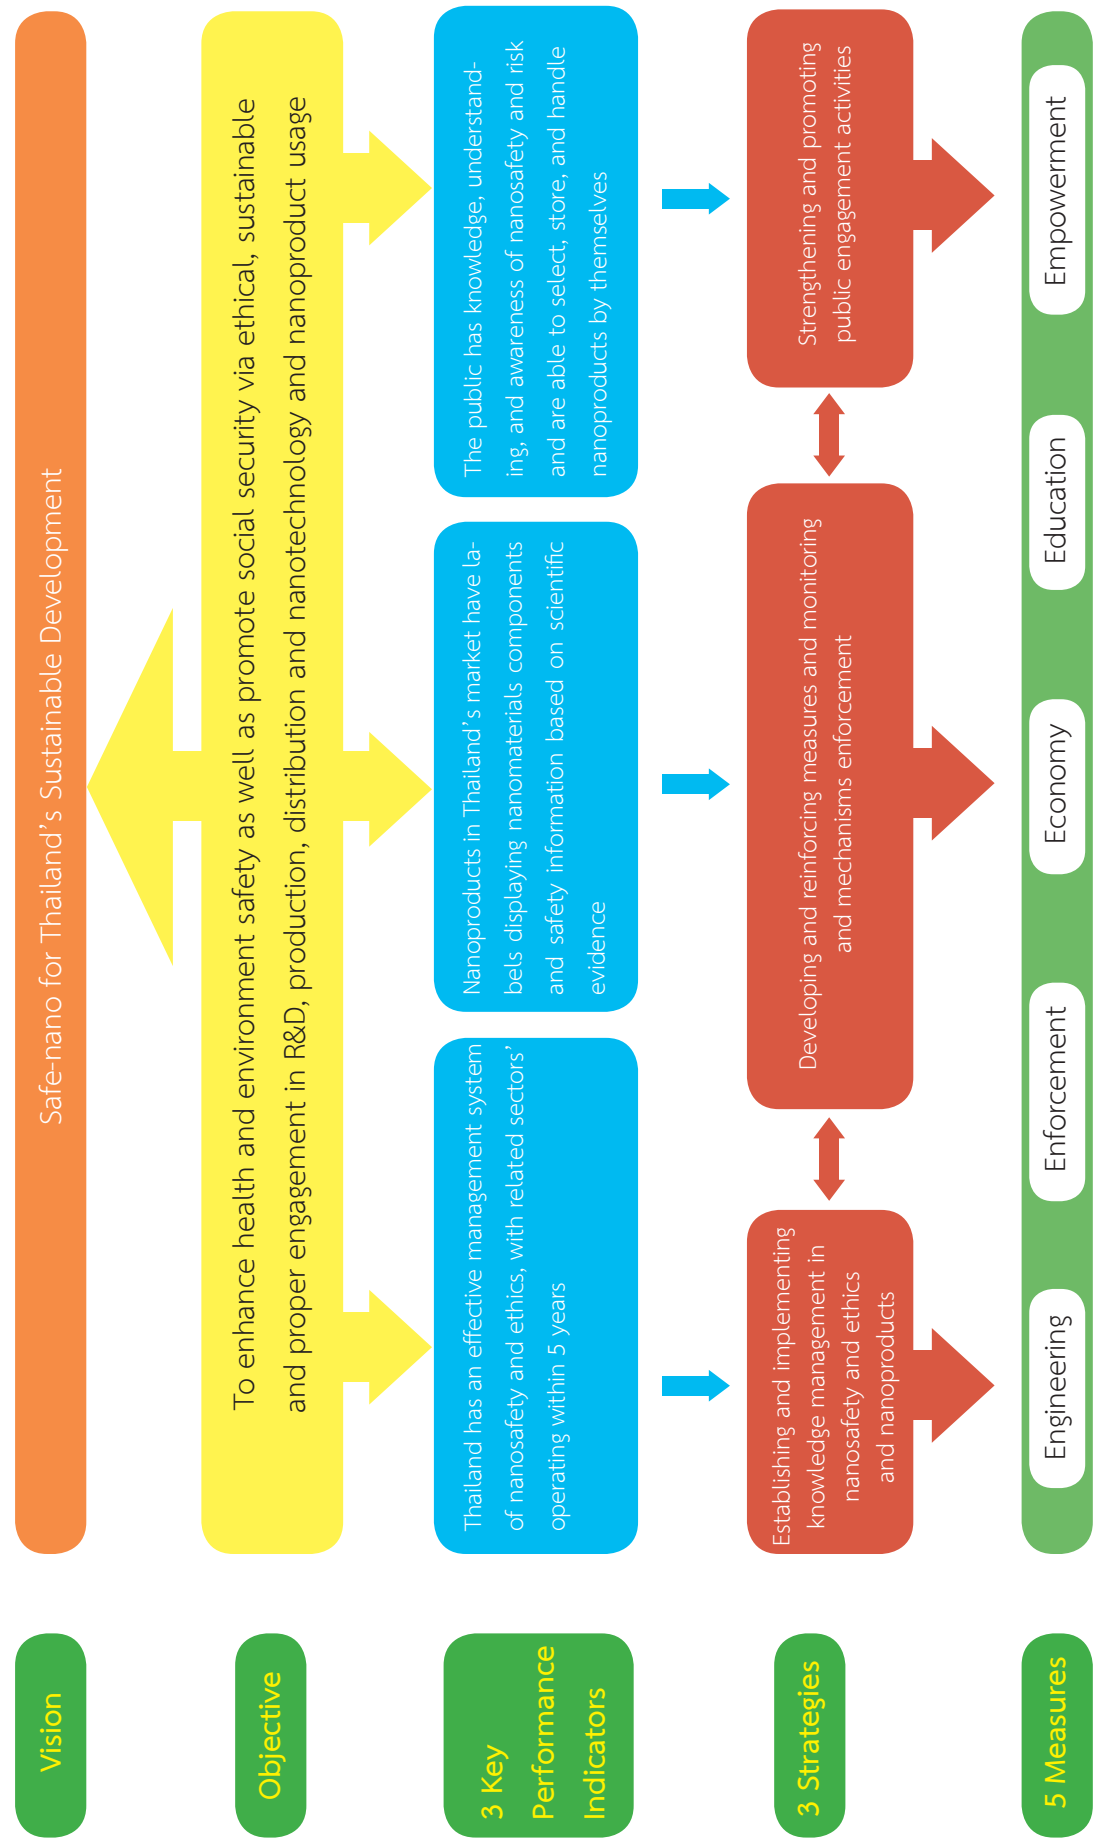 Vision
Safe-nano for Thailand's Sustainable Development
Objective
To enhance health and environment safety as well as promote social security via ethical, sustainable
and proper engagement in R&D, production, distribution and nanotechnology and nanoproduct usage
3 Key
Performance
Indicators
Thailand has an effective management system
of nanosafety and ethics, with related sectors'
operating within 5 years
Nanoproducts in Thailand's market have la-
bels displaying nanomaterials components
and safety information based on scientific
evidence
The public has knowledge, understand-
ing, and awareness of nanosafety and risk
and are able to select, store, and handle
nanoproducts by themselves
3 Strategies
Establishing and implementing
knowledge management in
nanosafety and ethics
and nanoproducts
Developing and reinforcing measures and monitoring
and mechanisms enforcement
Strengthening and promoting
public engagement activities
5 Measures
Engineering
Enforcement
Economy
Education
Empowerment